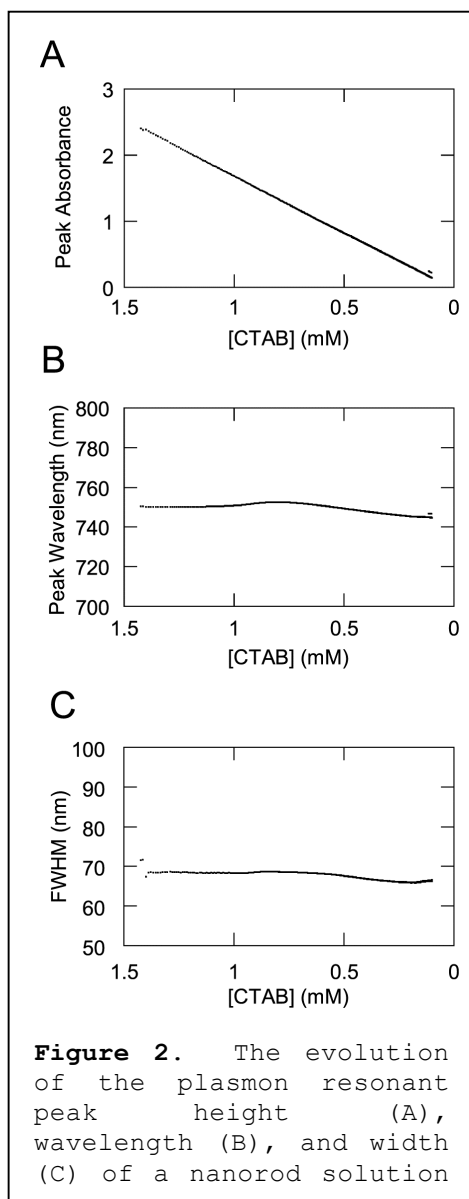 A
Peak Absorbance
3
2
1
0
1.5 1 0.5 0
[CTAB] (mM)
B
Peak Wavelength (nm)
800
780
760
740
720
700
1.5 1 0.5 0
[CTAB] (mM)
C
FWHM (nm)
100
90
80
70
60
50
1.5 1 0.5 0
[CTAB] (mM)
Figure 2. The evolution
of the plasmon resonant
peak height (A),
wavelength (B), and width
(C) of a nanorod solution